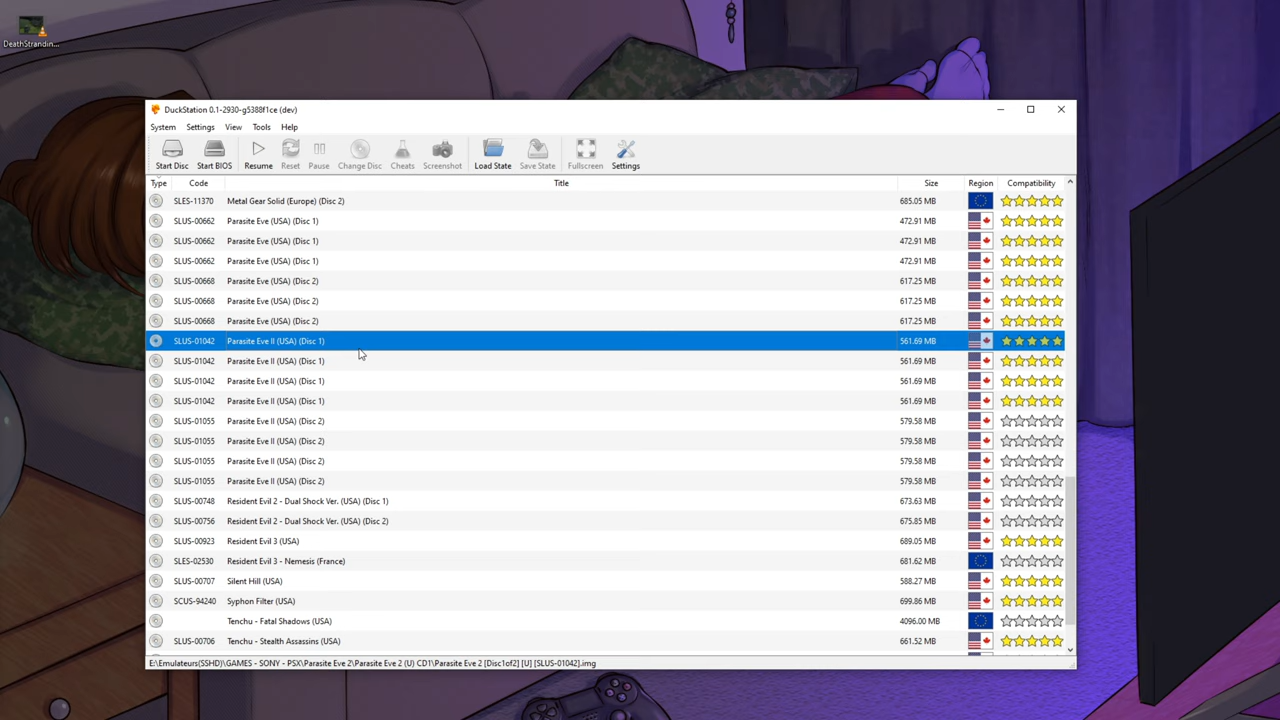 DeathStrandin...
DuckStation 0.1-2930-g5388f1ce (dev)
System Settings View Tools Help
Start Disc Start BIOS Resume Reset Pause Change Disc Cheats Screenshot Load State Save State Fullscreen Settings
Type Code Title Size Region Compatibility
SLES-11370 Metal Gear Solid (Europe) (Disc 2) 685.05 MB
SLUS-00662 Parasite Eve (USA) (Disc 1) 472.91 MB
SLUS-00662 Parasite Eve (USA) (Disc 1) 472.91 MB
SLUS-00662 Parasite Eve (USA) (Disc 1) 472.91 MB
SLUS-00668 Parasite Eve (USA) (Disc 2) 617.25 MB
SLUS-00668 Parasite Eve (USA) (Disc 2) 617.25 MB
SLUS-00668 Parasite Eve (USA) (Disc 2) 617.25 MB
SLUS-01042 Parasite Eve II (USA) (Disc 1) 561.69 MB
SLUS-01042 Parasite Eve II (USA) (Disc 1) 561.69 MB
SLUS-01042 Parasite Eve II (USA) (Disc 1) 561.69 MB
SLUS-01042 Parasite Eve II (USA) (Disc 1) 561.69 MB
SLUS-01055 Parasite Eve II (USA) (Disc 2) 579.58 MB
SLUS-01055 Parasite Eve II (USA) (Disc 2) 579.58 MB
SLUS-01055 Parasite Eve II (USA) (Disc 2) 579.58 MB
SLUS-01055 Parasite Eve II (USA) (Disc 2) 579.58 MB
SLUS-00748 Resident Evil 2 - Dual Shock Ver. (USA) (Disc 1) 673.63 MB
SLUS-00756 Resident Evil 2 - Dual Shock Ver. (USA) (Disc 2) 675.85 MB
SLUS-00923 Resident Evil 3 (USA) 689.05 MB
SLES-02530 Resident Evil 3 - Nemesis (France) 681.62 MB
SLUS-00707 Silent Hill (USA) 588.27 MB
SCUS-94240 Syphon Filter (USA) 699.86 MB
Tenchu - Fatal Shadows (USA) 4096.00 MB
SLUS-00706 Tenchu - Stealth Assassins (USA) 661.52 MB
E:\Emulateurs(SSHD)\GAMES - SONY - PSX\Parasite Eve 2\Parasite Eve 2 (U) CD1\Parasite Eve 2 [Disc1of2] [U] [SLUS-01042].img